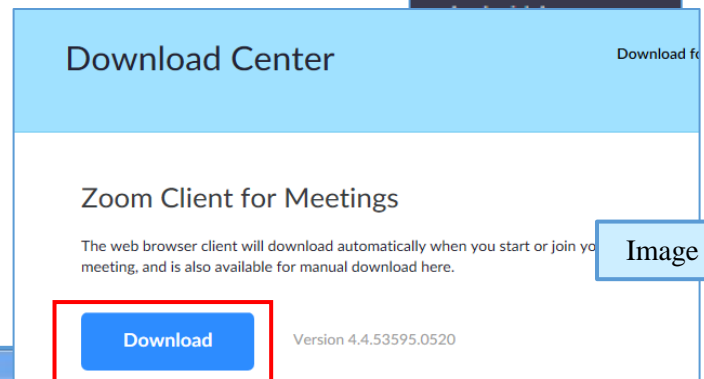 Download Center
Download fo
Zoom Client for Meetings
The web browser client will download automatically when you start or join yo
meeting, and is also available for manual download here.
Image
Download
Version 4.4.53595.0520